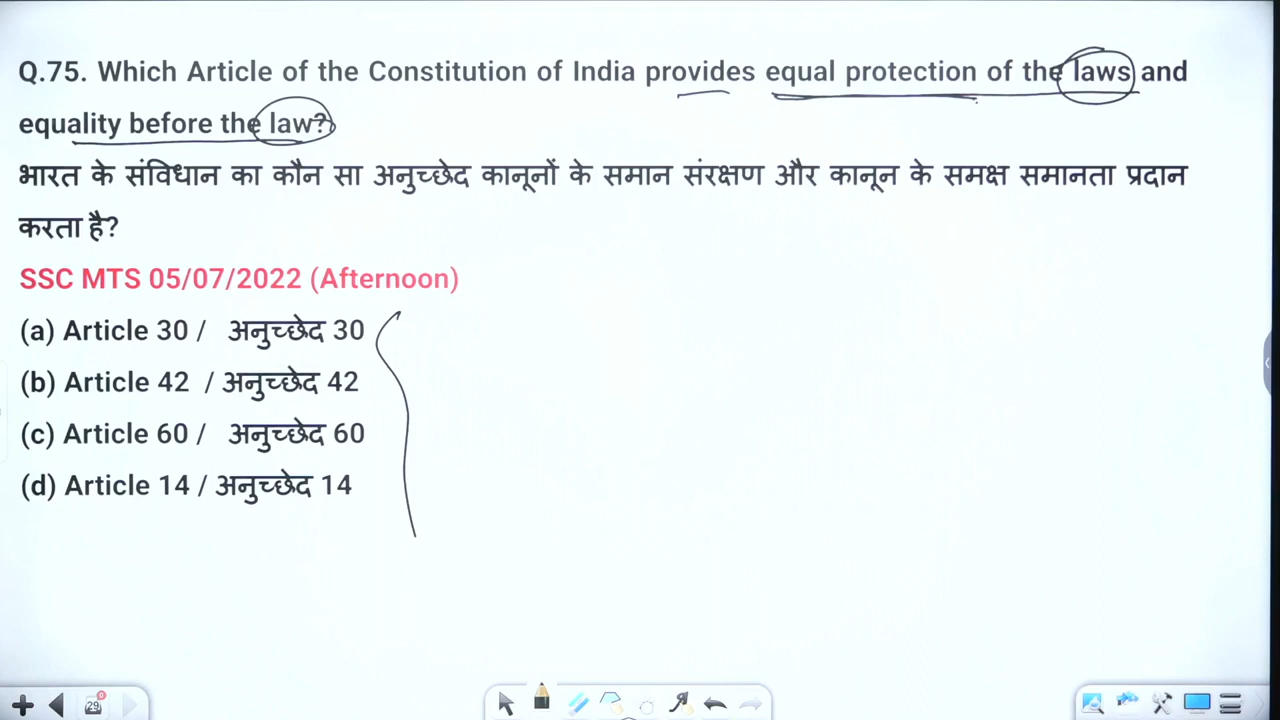 Q.75. Which Article of the Constitution of India provides equal protection of the laws and
equality before the law?
भारत के संविधान का कौन सा अनुच्छेद कानूनों के समान संरक्षण और कानून के समक्ष समानता प्रदान
करता है?
SSC MTS 05/07/2022 (Afternoon)
(a) Article 30 / अनुच्छेद 30
(b) Article 42 / अनुच्छेद 42
(c) Article 60 / अनुच्छेद 60
(d) Article 14 / अनुच्छेद 14
29
0